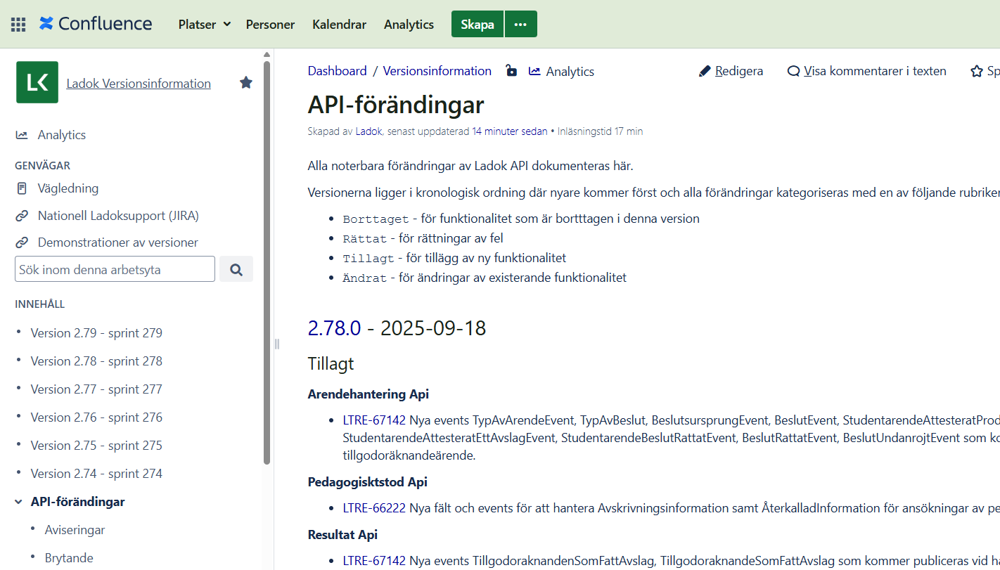 Confluence Platser Personer Kalendrar Analytics Skapa ···
LK Ladok Versionsinformation
Analytics
GENVÄGAR
Vägledning
Nationell Ladoksupport (JIRA)
Demonstrationer av versioner
Sök inom denna arbetsyta
INNEHÅLL
• Version 2.79 - sprint 279
• Version 2.78 - sprint 278
• Version 2.77 - sprint 277
• Version 2.76 - sprint 276
• Version 2.75 - sprint 275
• Version 2.74 - sprint 274
API-förändingar
• Aviseringar
• Brytande
Dashboard / Versionsinformation Analytics Redigera Visa kommentarer i texten Sp
API-förändingar
Skapad av Ladok, senast uppdaterad 14 minuter sedan • Inläsningstid 17 min
Alla noterbara förändringar av Ladok API dokumenteras här.
Versionerna ligger i kronologisk ordning där nyare kommer först och alla förändringar kategoriseras med en av följande rubriker
• Borttaget - för funktionalitet som är bortttagen i denna version
• Rättat - för rättningar av fel
• Tillagt - för tillägg av ny funktionalitet
• Ändrat - för ändringar av existerande funktionalitet
2.78.0 - 2025-09-18
Tillagt
Arendehantering Api
• LTRE-67142 Nya events TypAvArendeEvent, TypAvBeslut, BeslutsursprungEvent, BeslutEvent, StudentarendeAttesteratProd
StudentarendeAttesteratEttAvslagEvent, StudentarendeBeslutRattatEvent, BeslutRattatEvent, BeslutUndanrojtEvent som ko
tillgodoräknandeärende.
Pedagogisktstod Api
• LTRE-66222 Nya fält och events för att hantera Avskrivningsinformation samt ÅterkalladInformation för ansökningar av pe
Resultat Api
• LTRE-67142 Nya events TillgodoraknandenSomFattAvslag, TillgodoraknandeSomFattAvslag som kommer publiceras vid h